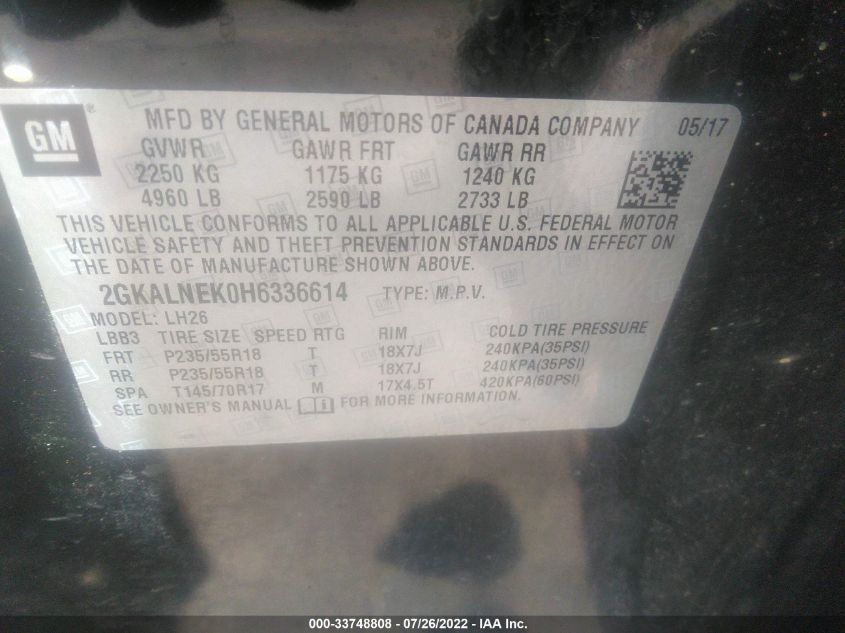 GM ® MFD BY GENERAL MOTORS OF CANADA COMPANY 05/17
GVWR GAWR FRT GAWR RR
2250 KG 1175 KG 1240 KG
4960 LB 2590 LB 2733 LB
THIS VEHICLE CONFORMS TO ALL APPLICABLE U.S. FEDERAL MOTOR
VEHICLE SAFETY AND THEFT PREVENTION STANDARDS IN EFFECT ON
THE DATE OF MANUFACTURE SHOWN ABOVE.
2GKALNEK0H6336614 TYPE: M.P.V.
MODEL: LH26
LBB3 TIRE SIZE SPEED RTG RIM COLD TIRE PRESSURE
FRT P235/55R18 T 18X7J 240KPA(35PSI)
RR P235/55R18 T 18X7J 240KPA(35PSI)
SPA T145/70R17 M 17X4.5T 420KPA(60PSI)
SEE OWNER'S MANUAL FOR MORE INFORMATION.
000-33748808 - 07/26/2022 - IAA Inc.